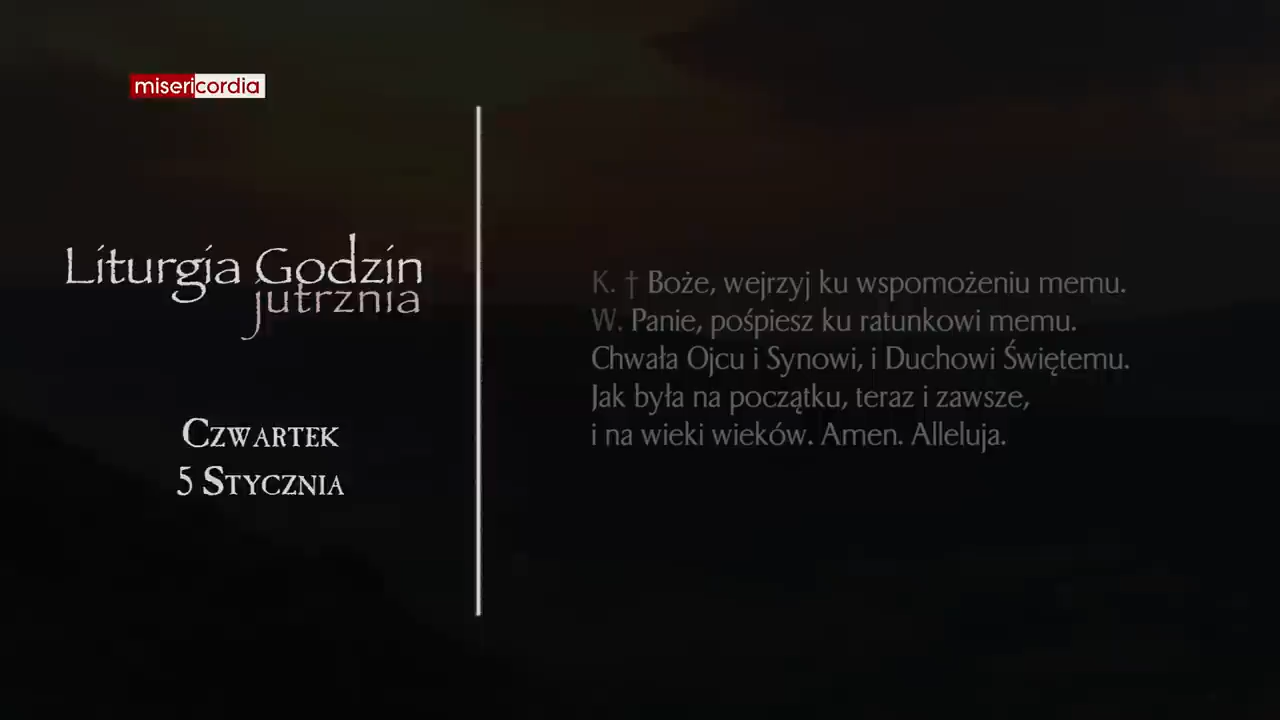 misericordia
Liturgia Godzin
jutrznia
Czwartek
5 Stycznia
K. † Boże, wejrzyj ku wspomożeniu memu.
W. Panie, pośpiesz ku ratunkowi memu.
Chwała Ojcu i Synowi, i Duchowi Świętemu.
Jak była na początku, teraz i zawsze,
i na wieki wieków. Amen. Alleluja.